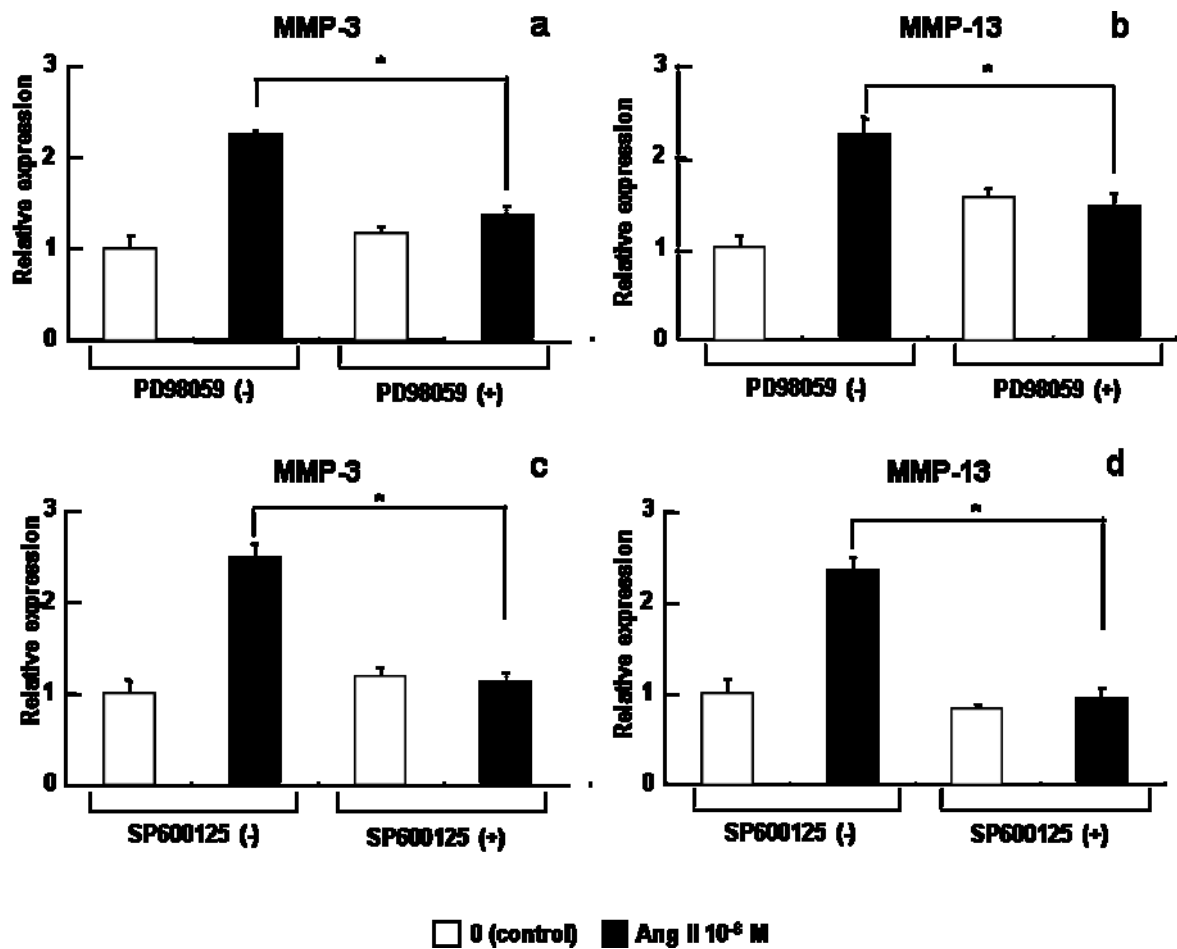 MMP-3 a
*
Relative expression
3
2
1
0
PD98059 (-) PD98059 (+)
MMP-13 b
*
Relative expression
3
2
1
0
PD98059 (-) PD98059 (+)
MMP-3 c
*
Relative expression
3
2
1
0
SP600125 (-) SP600125 (+)
MMP-13 d
*
Relative expression
3
2
1
0
SP600125 (-) SP600125 (+)
0 (control) Ang II 10 M